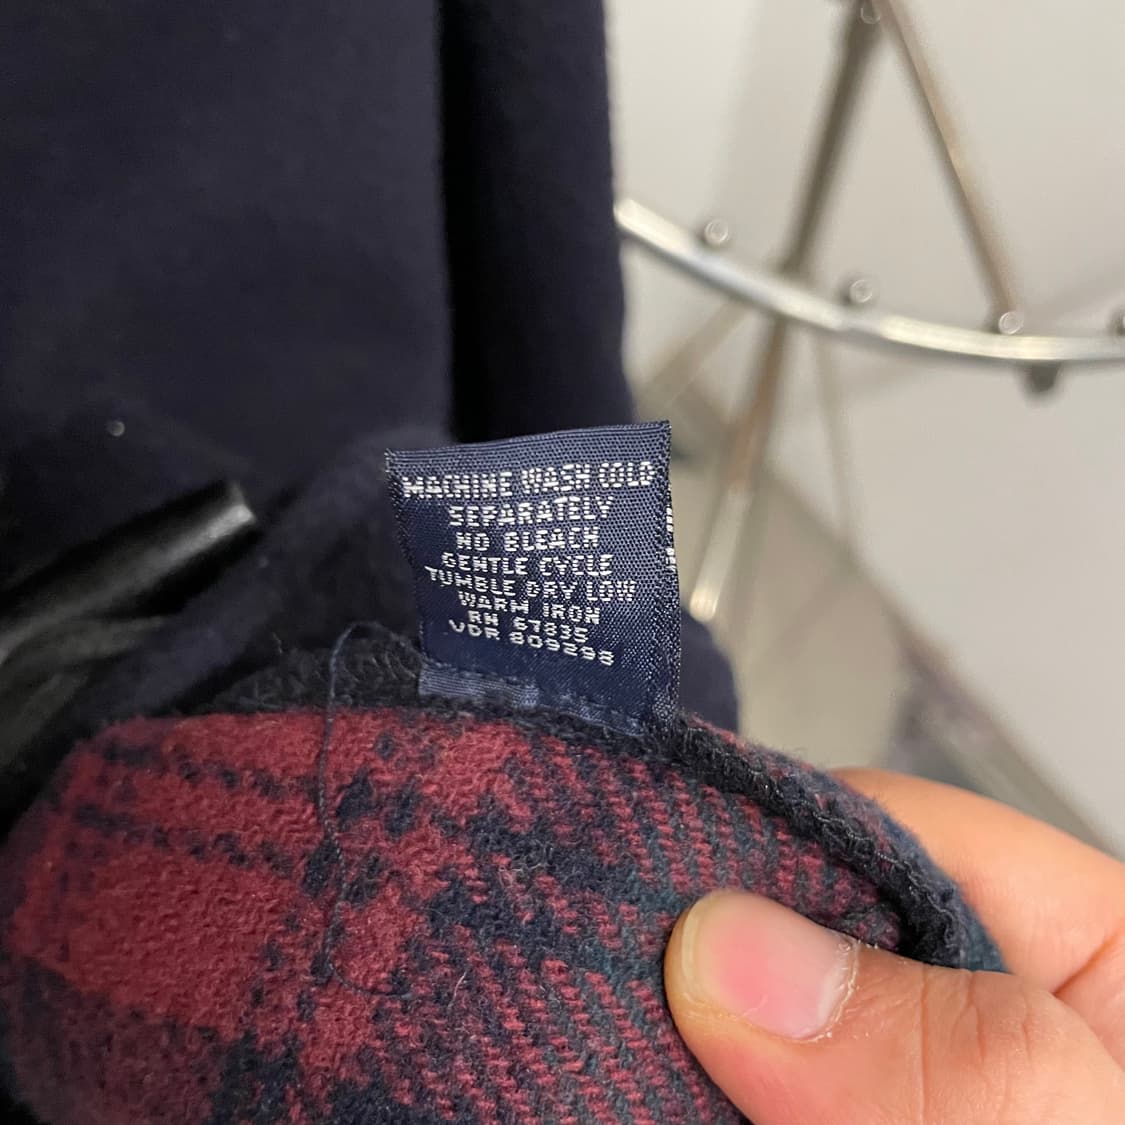 MACHINE WASH COLD
SEPARATELY
NO BLEACH
GENTLE CYCLE
TUMBLE DRY LOW
WARM IRON
RN 67835
VDR 809298